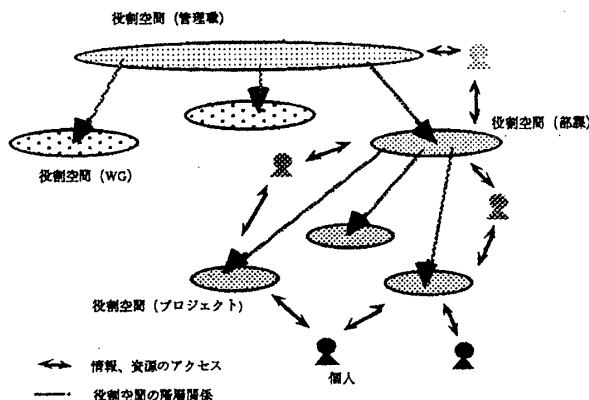 役割空間 (管理職)
役割空間 (部課)
役割空間 (WG)
役割空間 (プロジェクト)
個人
情報、資源のアクセス
役割空間の階層関係